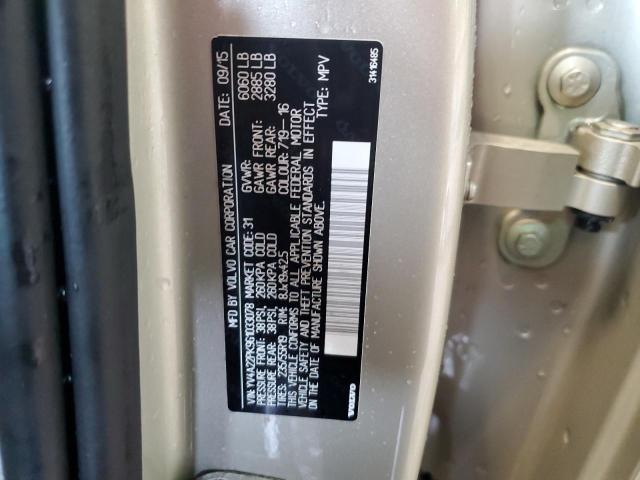 MFD BY VOLVO CAR CORPORATION DATE: 09/15
VIN: YV4A22PK3G1033078 MARKET CODE: 31 GVWR: 6060 LB
PRESSURE FRONT: 38PSI, 260KPA COLD GAWR FRONT: 2885 LB
PRESSURE REAR: 38PSI, 260KPA COLD GAWR REAR: 3280 LB
TIRES: 235/55R19 RIM: 8Jx19x42.5 COLOUR: 719--16
THIS VEHICLE CONFORMS TO ALL APPLICABLE FEDERAL MOTOR
VEHICLE SAFETY AND THEFT PREVENTION STANDARDS IN EFFECT
ON THE DATE OF MANUFACTURE SHOWN ABOVE. TYPE: MPV
VOLVO 31416485